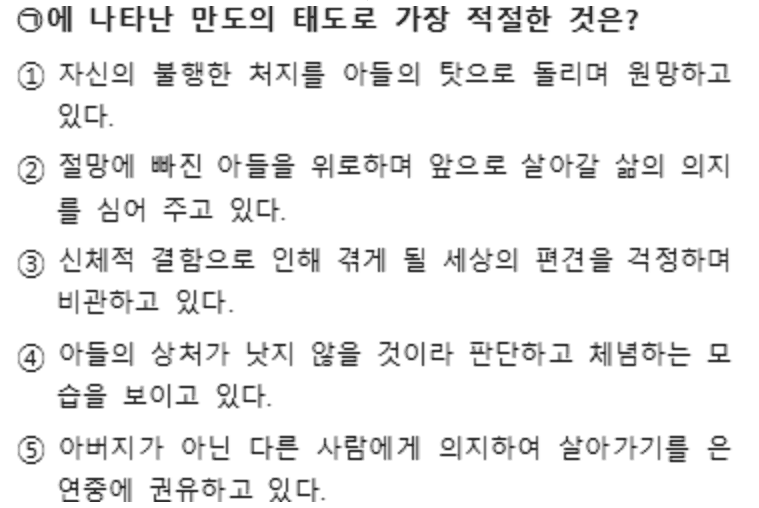 ㉠에 나타난 만도의 태도로 가장 적절한 것은?
① 자신의 불행한 처지를 아들의 탓으로 돌리며 원망하고
있다.
② 절망에 빠진 아들을 위로하며 앞으로 살아갈 삶의 의지
를 심어 주고 있다.
③ 신체적 결함으로 인해 겪게 될 세상의 편견을 걱정하며
비관하고 있다.
④ 아들의 상처가 낫지 않을 것이라 판단하고 체념하는 모
습을 보이고 있다.
⑤ 아버지가 아닌 다른 사람에게 의지하여 살아가기를 은
연중에 권유하고 있다.